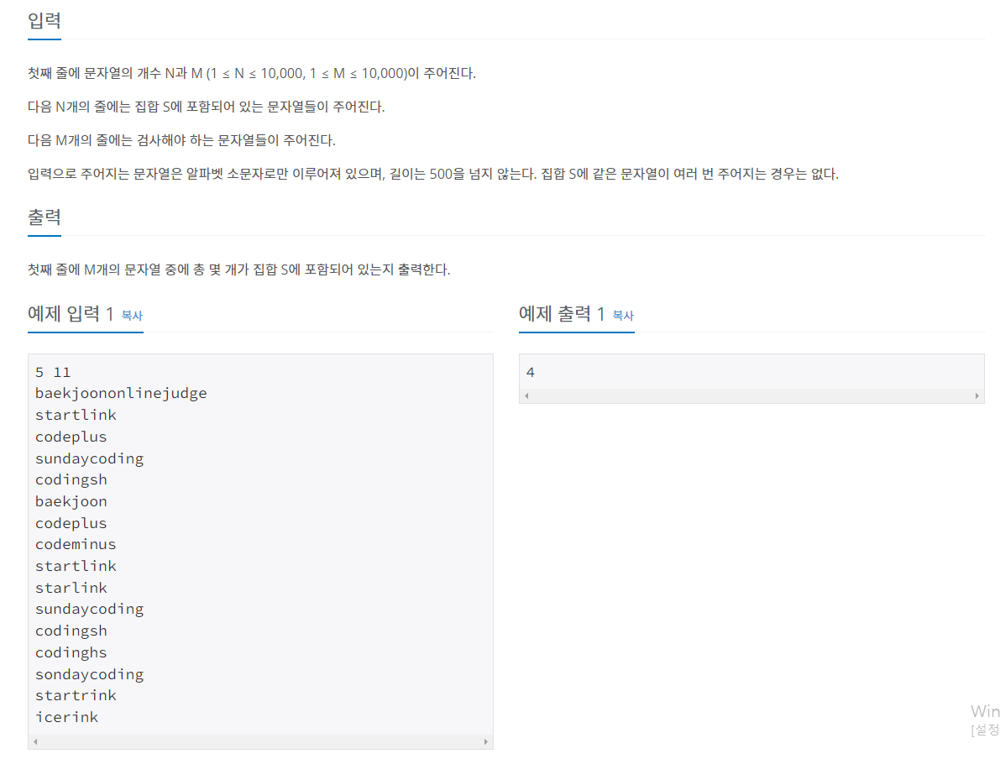 입력
첫째 줄에 문자열의 개수 N과 M (1 ≤ N ≤ 10,000, 1 ≤ M ≤ 10,000)이 주어진다.
다음 N개의 줄에는 집합 S에 포함되어 있는 문자열들이 주어진다.
다음 M개의 줄에는 검사해야 하는 문자열들이 주어진다.
입력으로 주어지는 문자열은 알파벳 소문자로만 이루어져 있으며, 길이는 500을 넘지 않는다. 집합 S에 같은 문자열이 여러 번 주어지는 경우는 없다.
출력
첫째 줄에 M개의 문자열 중에 총 몇 개가 집합 S에 포함되어 있는지 출력한다.
예제 입력 1 복사
5 11
baekjoononlinejudge
startlink
codeplus
sundaycoding
codingsh
baekjoon
codeplus
codeminus
startlink
starlink
sundaycoding
codingsh
codinghs
sondaycoding
startrink
icerink
예제 출력 1 복사
4
Win
[설정